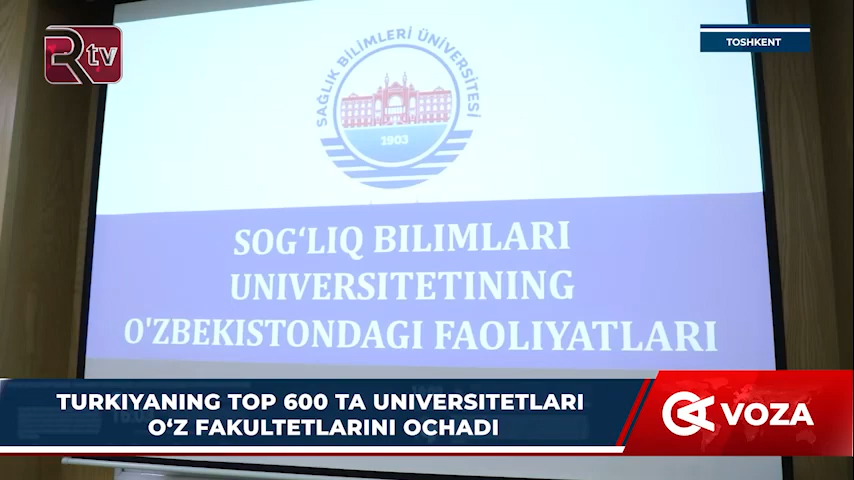 Rtv
TOSHKENT
SAĞLIK BİLİMLERİ ÜNİVERSİTESİ
1903
SOG‘LIQ BILIMLARI
UNIVERSITETINING
O'ZBEKISTONDAGI FAOLIYATLARI
TURKIYANING TOP 600 TA UNIVERSITETLARI
O‘Z FAKULTETLARINI OCHADI
VOZA